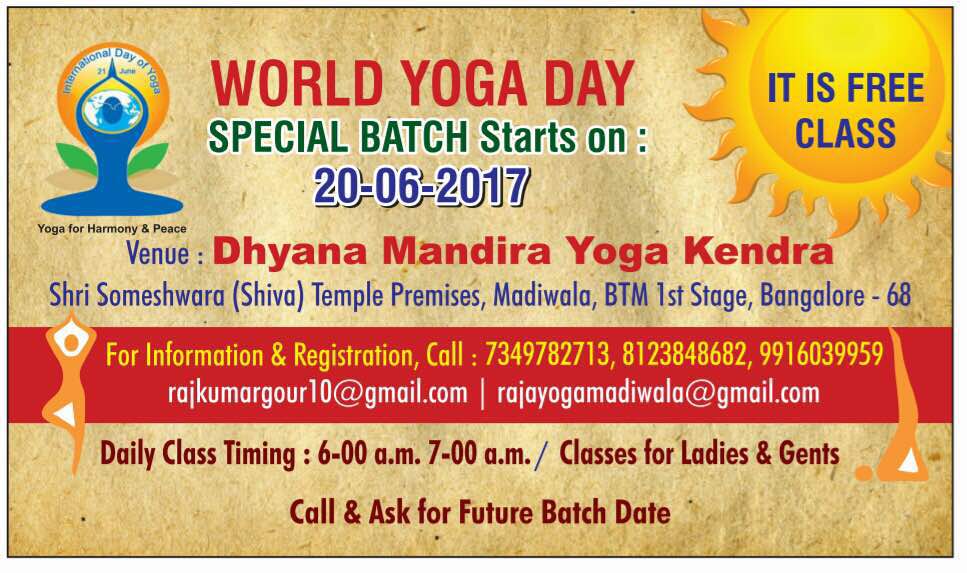 International Day of Yoga
21 June
Yoga for Harmony & Peace
WORLD YOGA DAY
SPECIAL BATCH Starts on :
20-06-2017
IT IS FREE
CLASS
Venue : Dhyana Mandira Yoga Kendra
Shri Someshwara (Shiva) Temple Premises, Madiwala, BTM 1st Stage, Bangalore - 68
For Information & Registration, Call : 7349782713, 8123848682, 9916039959
rajkumargour10@gmail.com | rajayogamadiwala@gmail.com
Daily Class Timing : 6-00 a.m. 7-00 a.m. / Classes for Ladies & Gents
Call & Ask for Future Batch Date